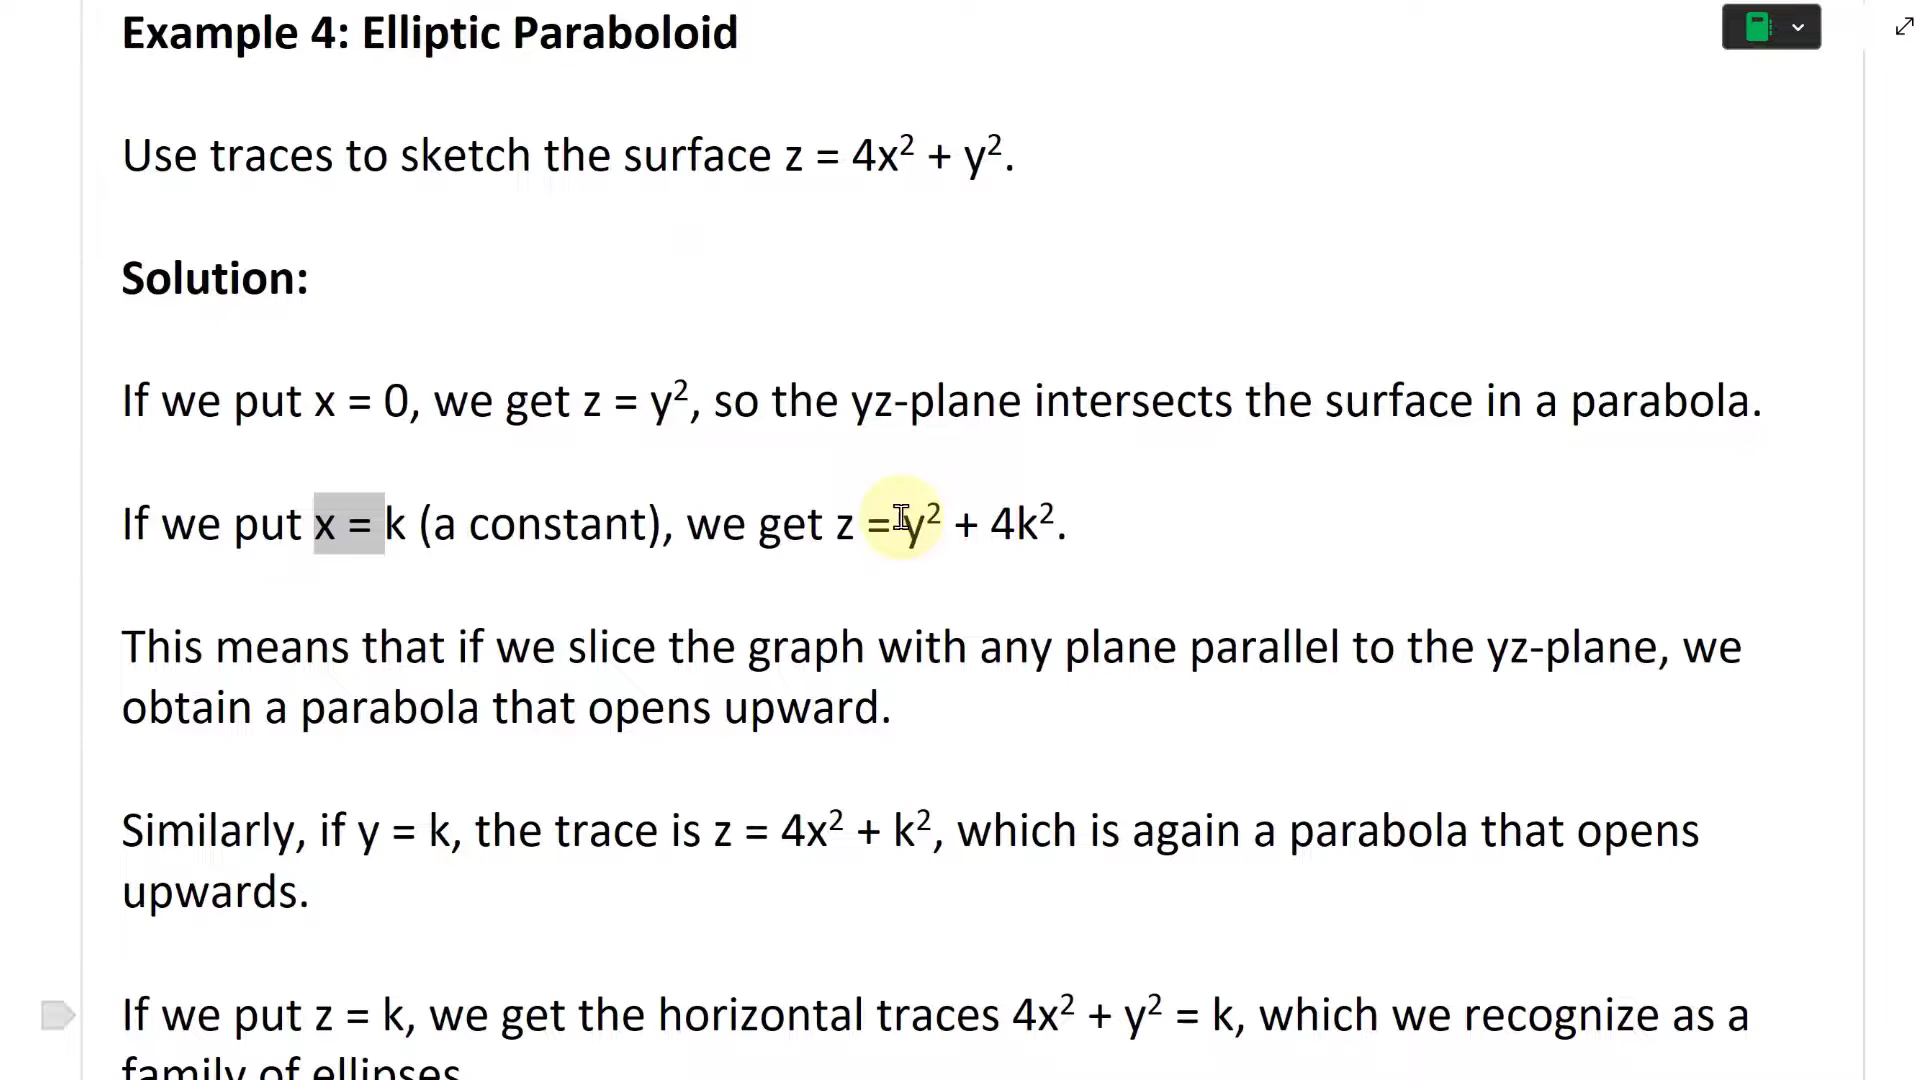 Example 4: Elliptic Paraboloid
Use traces to sketch the surface z = 4x² + y².
Solution:
If we put x = 0, we get z = y², so the yz-plane intersects the surface in a parabola.
If we put x = k (a constant), we get z = y² + 4k².
This means that if we slice the graph with any plane parallel to the yz-plane, we
obtain a parabola that opens upward.
Similarly, if y = k, the trace is z = 4x² + k², which is again a parabola that opens
upwards.
If we put z = k, we get the horizontal traces 4x² + y² = k, which we recognize as a
family of ellipses